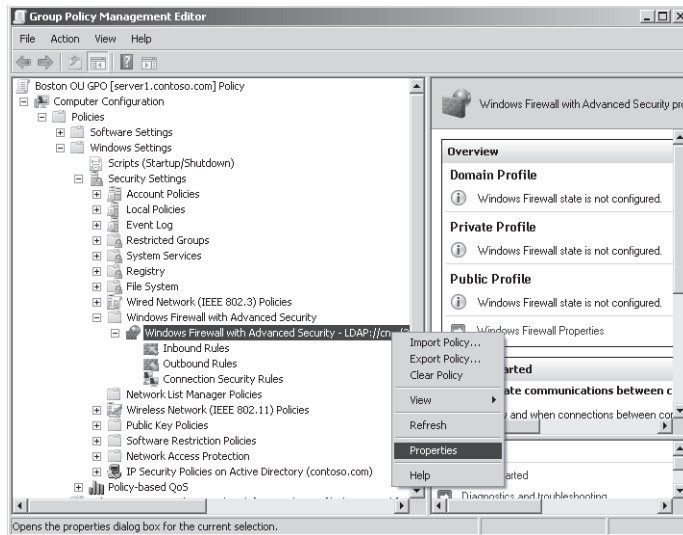 Group Policy Management Editor
File Action View Help
Boston OU GPO [server1.contoso.com] Policy
Computer Configuration
Policies
Software Settings
Windows Settings
Scripts (Startup/Shutdown)
Security Settings
Account Policies
Local Policies
Event Log
Restricted Groups
System Services
Registry
File System
Wired Network (IEEE 802.3) Policies
Windows Firewall with Advanced Security
Windows Firewall with Advanced Security - LDAP://cn
Inbound Rules
Outbound Rules
Connection Security Rules
Network List Manager Policies
Wireless Network (IEEE 802.11) Policies
Public Key Policies
Software Restriction Policies
Network Access Protection
IP Security Policies on Active Directory (contoso.com)
Policy-based QoS
Import Policy...
Export Policy...
Clear Policy
View
Refresh
Properties
Help
Windows Firewall with Advanced Security pr
Overview
Domain Profile
Windows Firewall state is not configured.
Private Profile
Windows Firewall state is not configured.
Public Profile
Windows Firewall state is not configured.
Windows Firewall Properties
arted
ate communications between c
and when connections between com
arted
Diagnostics and troubleshooting
Opens the properties dialog box for the current selection.